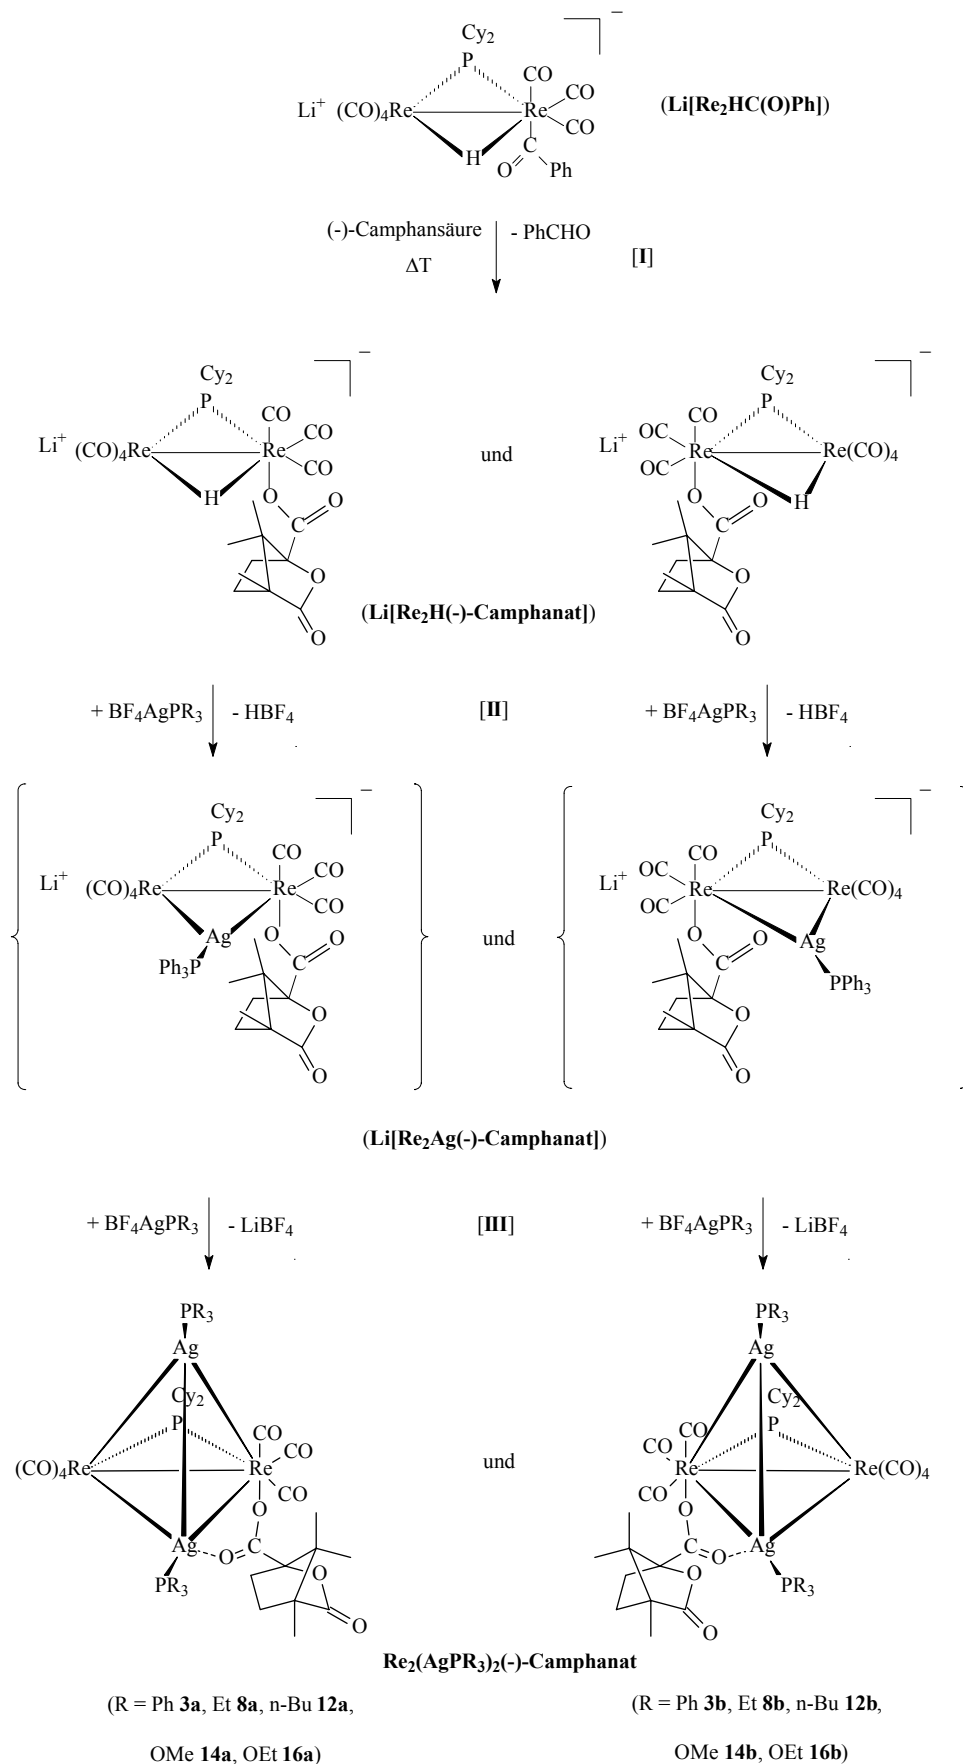 Cy2
P
CO
CO
CO
Li+ (CO)4Re Re
H
C
O
Ph
−
(Li[Re2HC(O)Ph])
(-)-Camphansäure - PhCHO
ΔT
[I]
Cy2
P
CO
CO
CO
Li+ (CO)4Re Re
H
O
C
O
O
O
−
und
Cy2
P
CO
OC
OC
Li+ Re Re(CO)4
H
O
C
O
O
O
−
(Li[Re2H(-)-Camphanat])
+ BF4AgPR3 - HBF4
[II]
+ BF4AgPR3 - HBF4
Cy2
P
CO
CO
CO
Li+ (CO)4Re Re
Ag
Ph3P
O
C
O
O
O
−
und
Cy2
P
CO
OC
OC
Li+ Re Re(CO)4
Ag
PPh3
O
C
O
O
O
−
(Li[Re2Ag(-)-Camphanat])
+ BF4AgPR3 - LiBF4
[III]
+ BF4AgPR3 - LiBF4
PR3
Ag
Cy2
P
CO
CO
CO
(CO)4Re Re
O
Ag
O
C
PR3
O
O
und
PR3
Ag
Cy2
P
CO
CO
CO
Re Re(CO)4
O
Ag
C
O
PR3
O
O
Re2(AgPR3)2(-)-Camphanat
(R = Ph 3a, Et 8a, n-Bu 12a,
OMe 14a, OEt 16a)
(R = Ph 3b, Et 8b, n-Bu 12b,
OMe 14b, OEt 16b)